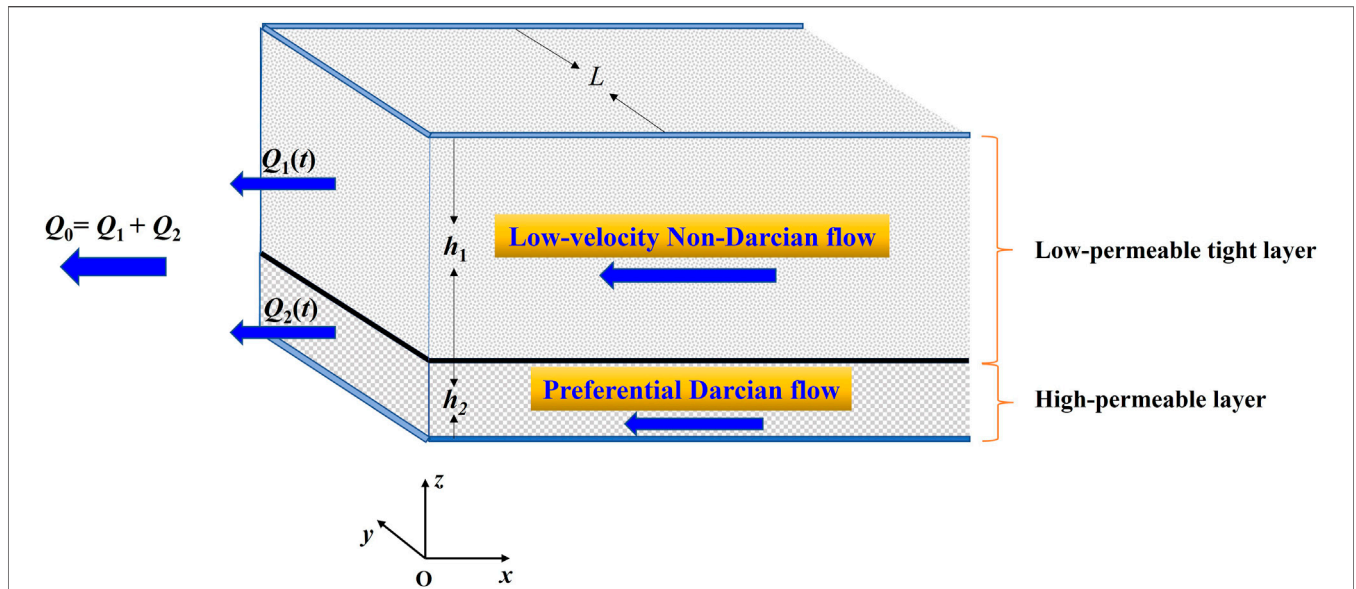 L
Q1(t)
Q0= Q1 + Q2
h1
Low-velocity Non-Darcian flow
Low-permeable tight layer
Q2(t)
h2
Preferential Darcian flow
High-permeable layer
z
y
O
x